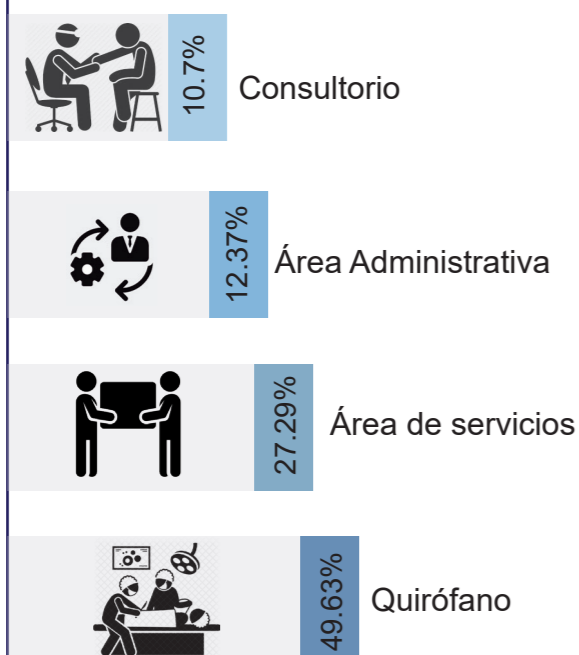 10.7%
Consultorio
12.37%
Área Administrativa
27.29%
Área de servicios
49.63%
Quirófano